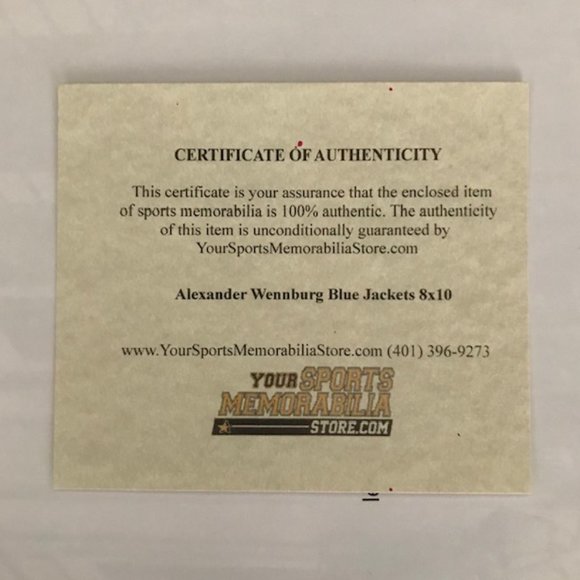 CERTIFICATE OF AUTHENTICITY
This certificate is your assurance that the enclosed item
of sports memorabilia is 100% authentic. The authenticity
of this item is unconditionally guaranteed by
YourSportsMemorabiliaStore.com
Alexander Wennburg Blue Jackets 8x10
www.YourSportsMemorabiliaStore.com (401) 396-9273
YOUR SPORTS
MEMORABILIA
STORE.COM